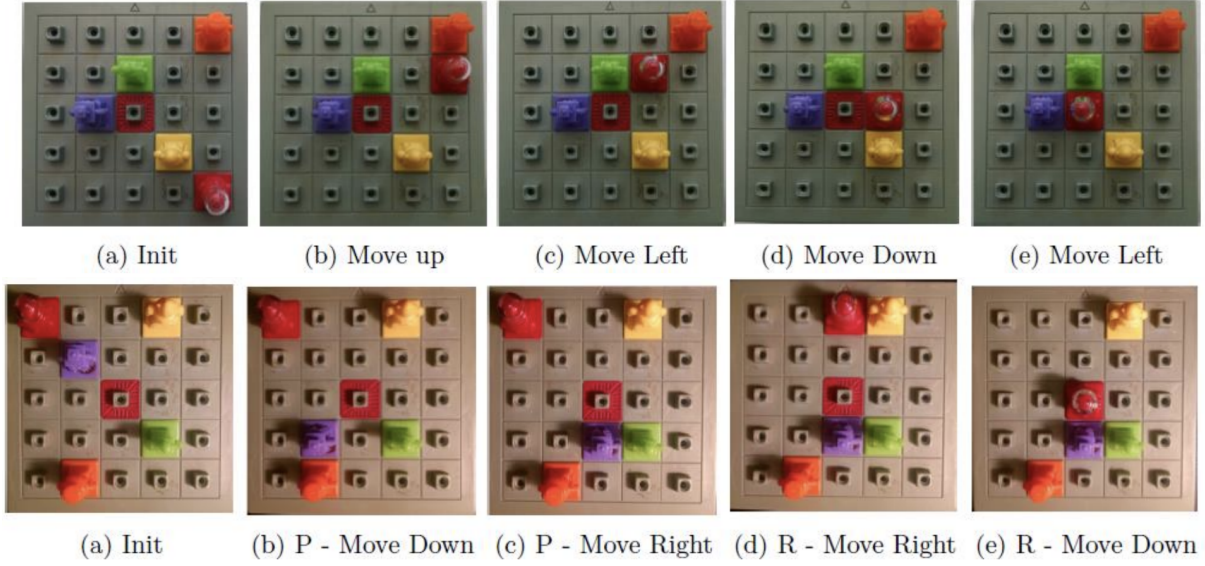 (a) Init (b) Move up (c) Move Left (d) Move Down (e) Move Left
(a) Init (b) P - Move Down (c) P - Move Right (d) R - Move Right (e) R - Move Down